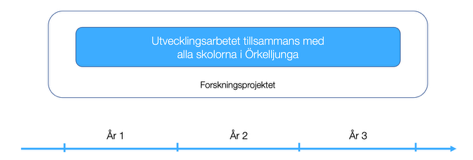 Utvecklingsarbetet tillsammans med
alla skolorna i Örkelljunga
Forskningsprojektet
År 1
År 2
År 3